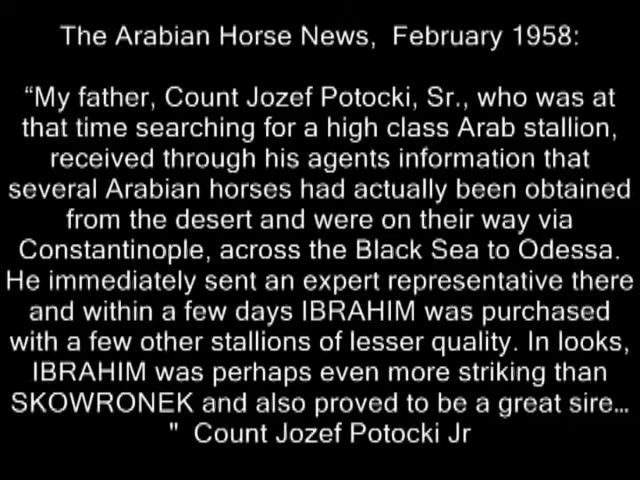 The Arabian Horse News,  February 1958:
“My father, Count Jozef Potocki, Sr., who was at
that time searching for a high class Arab stallion,
received through his agents information that
several Arabian horses had actually been obtained
from the desert and were on their way via
Constantinople, across the Black Sea to Odessa.
He immediately sent an expert representative there
and within a few days IBRAHIM was purchased
with a few other stallions of lesser quality. In looks,
IBRAHIM was perhaps even more striking than
SKOWRONEK and also proved to be a great sire...
"  Count Jozef Potocki Jr